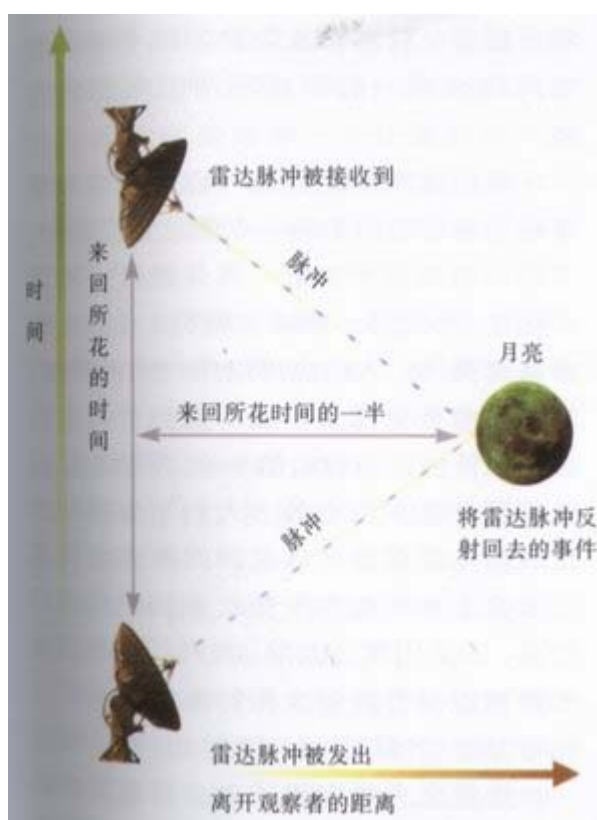 雷达脉冲被接收到
脉冲
来回所花的时间
时间
月亮
来回所花时间的一半
将雷达脉冲反
射回去的事件
脉冲
雷达脉冲被发出
离开观察者的距离